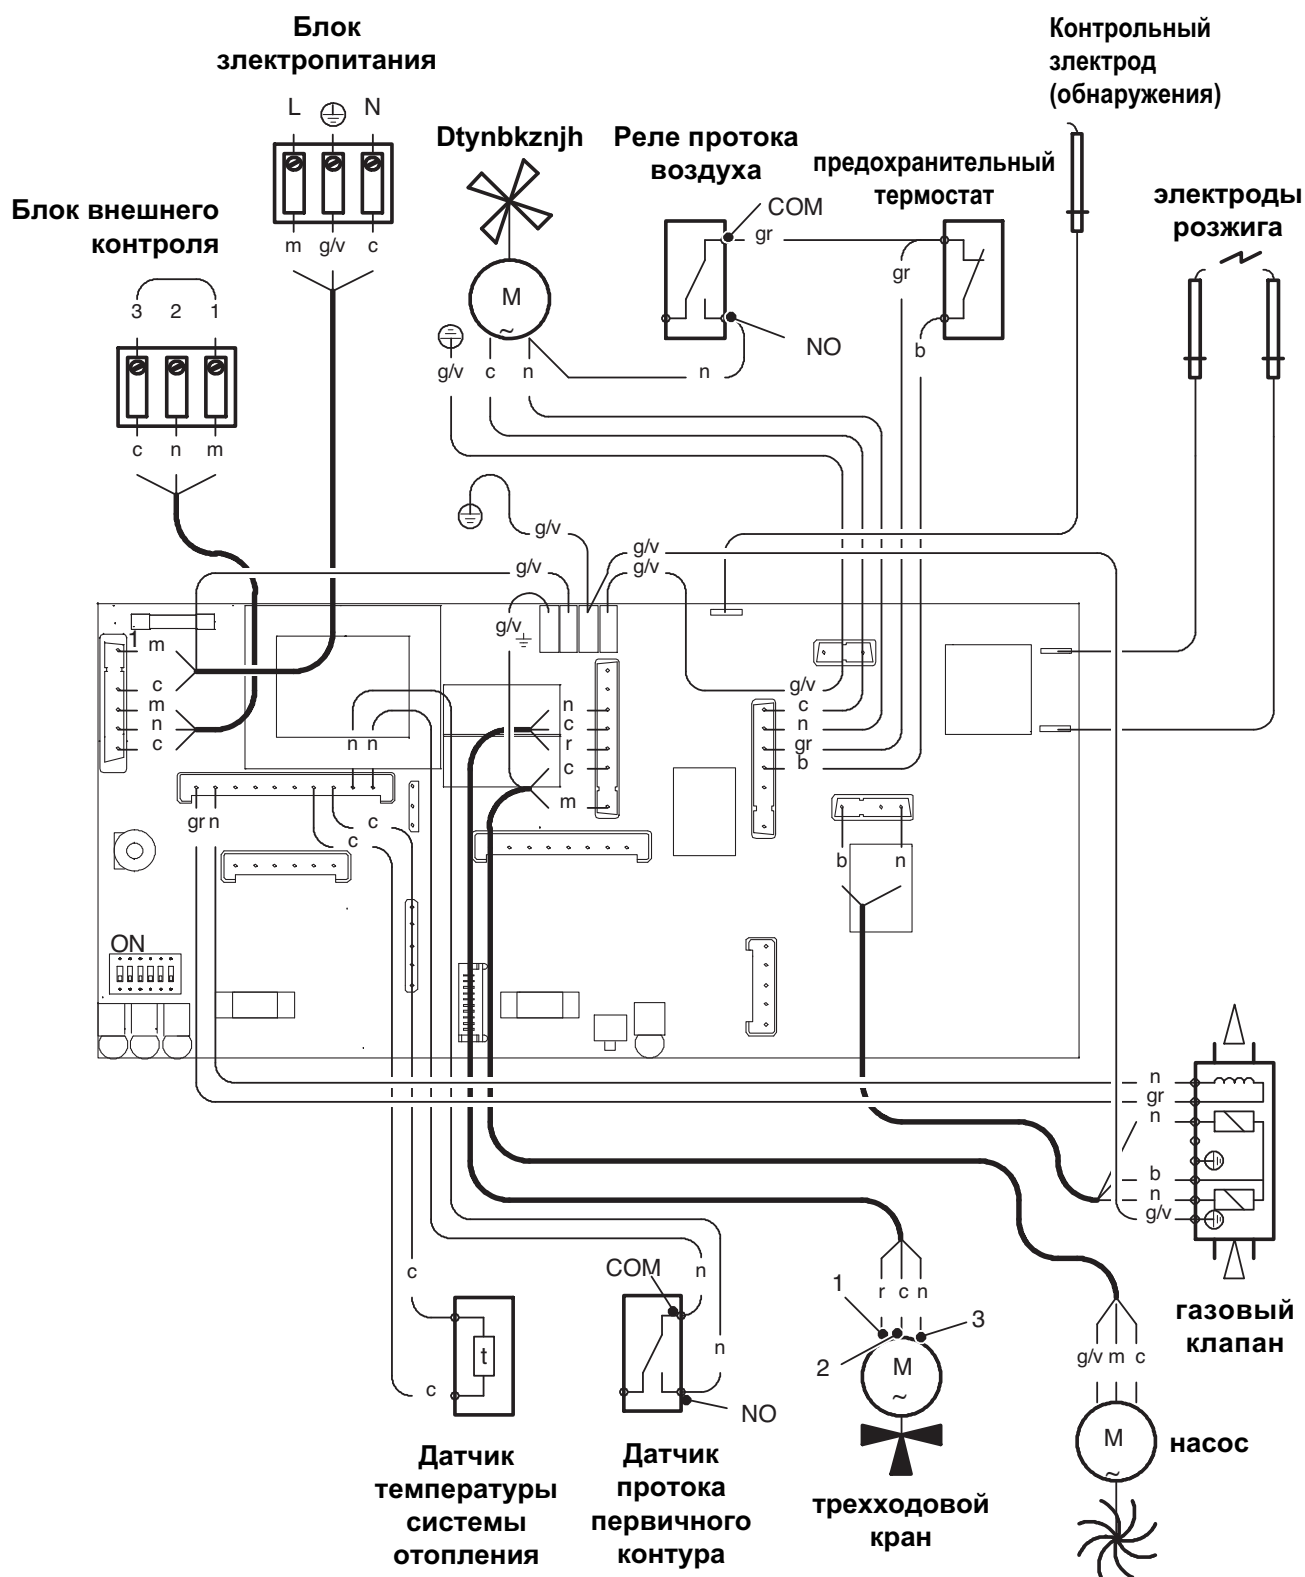 Блок
злектропитания
L
N
m
g/v
c
Контрольный
злектрод
(обнаружения)
Dtynbkznjh
Реле протока
воздуха
предохранительный
термостат
электроды
розжига
Блок внешнего
контроля
3 2 1
c n m
M
~
COM
gr
gr
NO
b
n
g/v c n
g/v
g/v
g/v
g/v
g/v
1
m
c
m
n
c
n n
n
c
r
c
m
g/v
c
n
gr
b
gr n
c
c
b n
ON
n
gr
n
b
n
g/v
газовый
клапан
c
c
t
COM
n
n
NO
r c n
1
2
3
M
~
g/v m c
M
~
насос
Датчик
температуры
системы
отопления
Датчик
протока
первичного
контура
трехходовой
кран